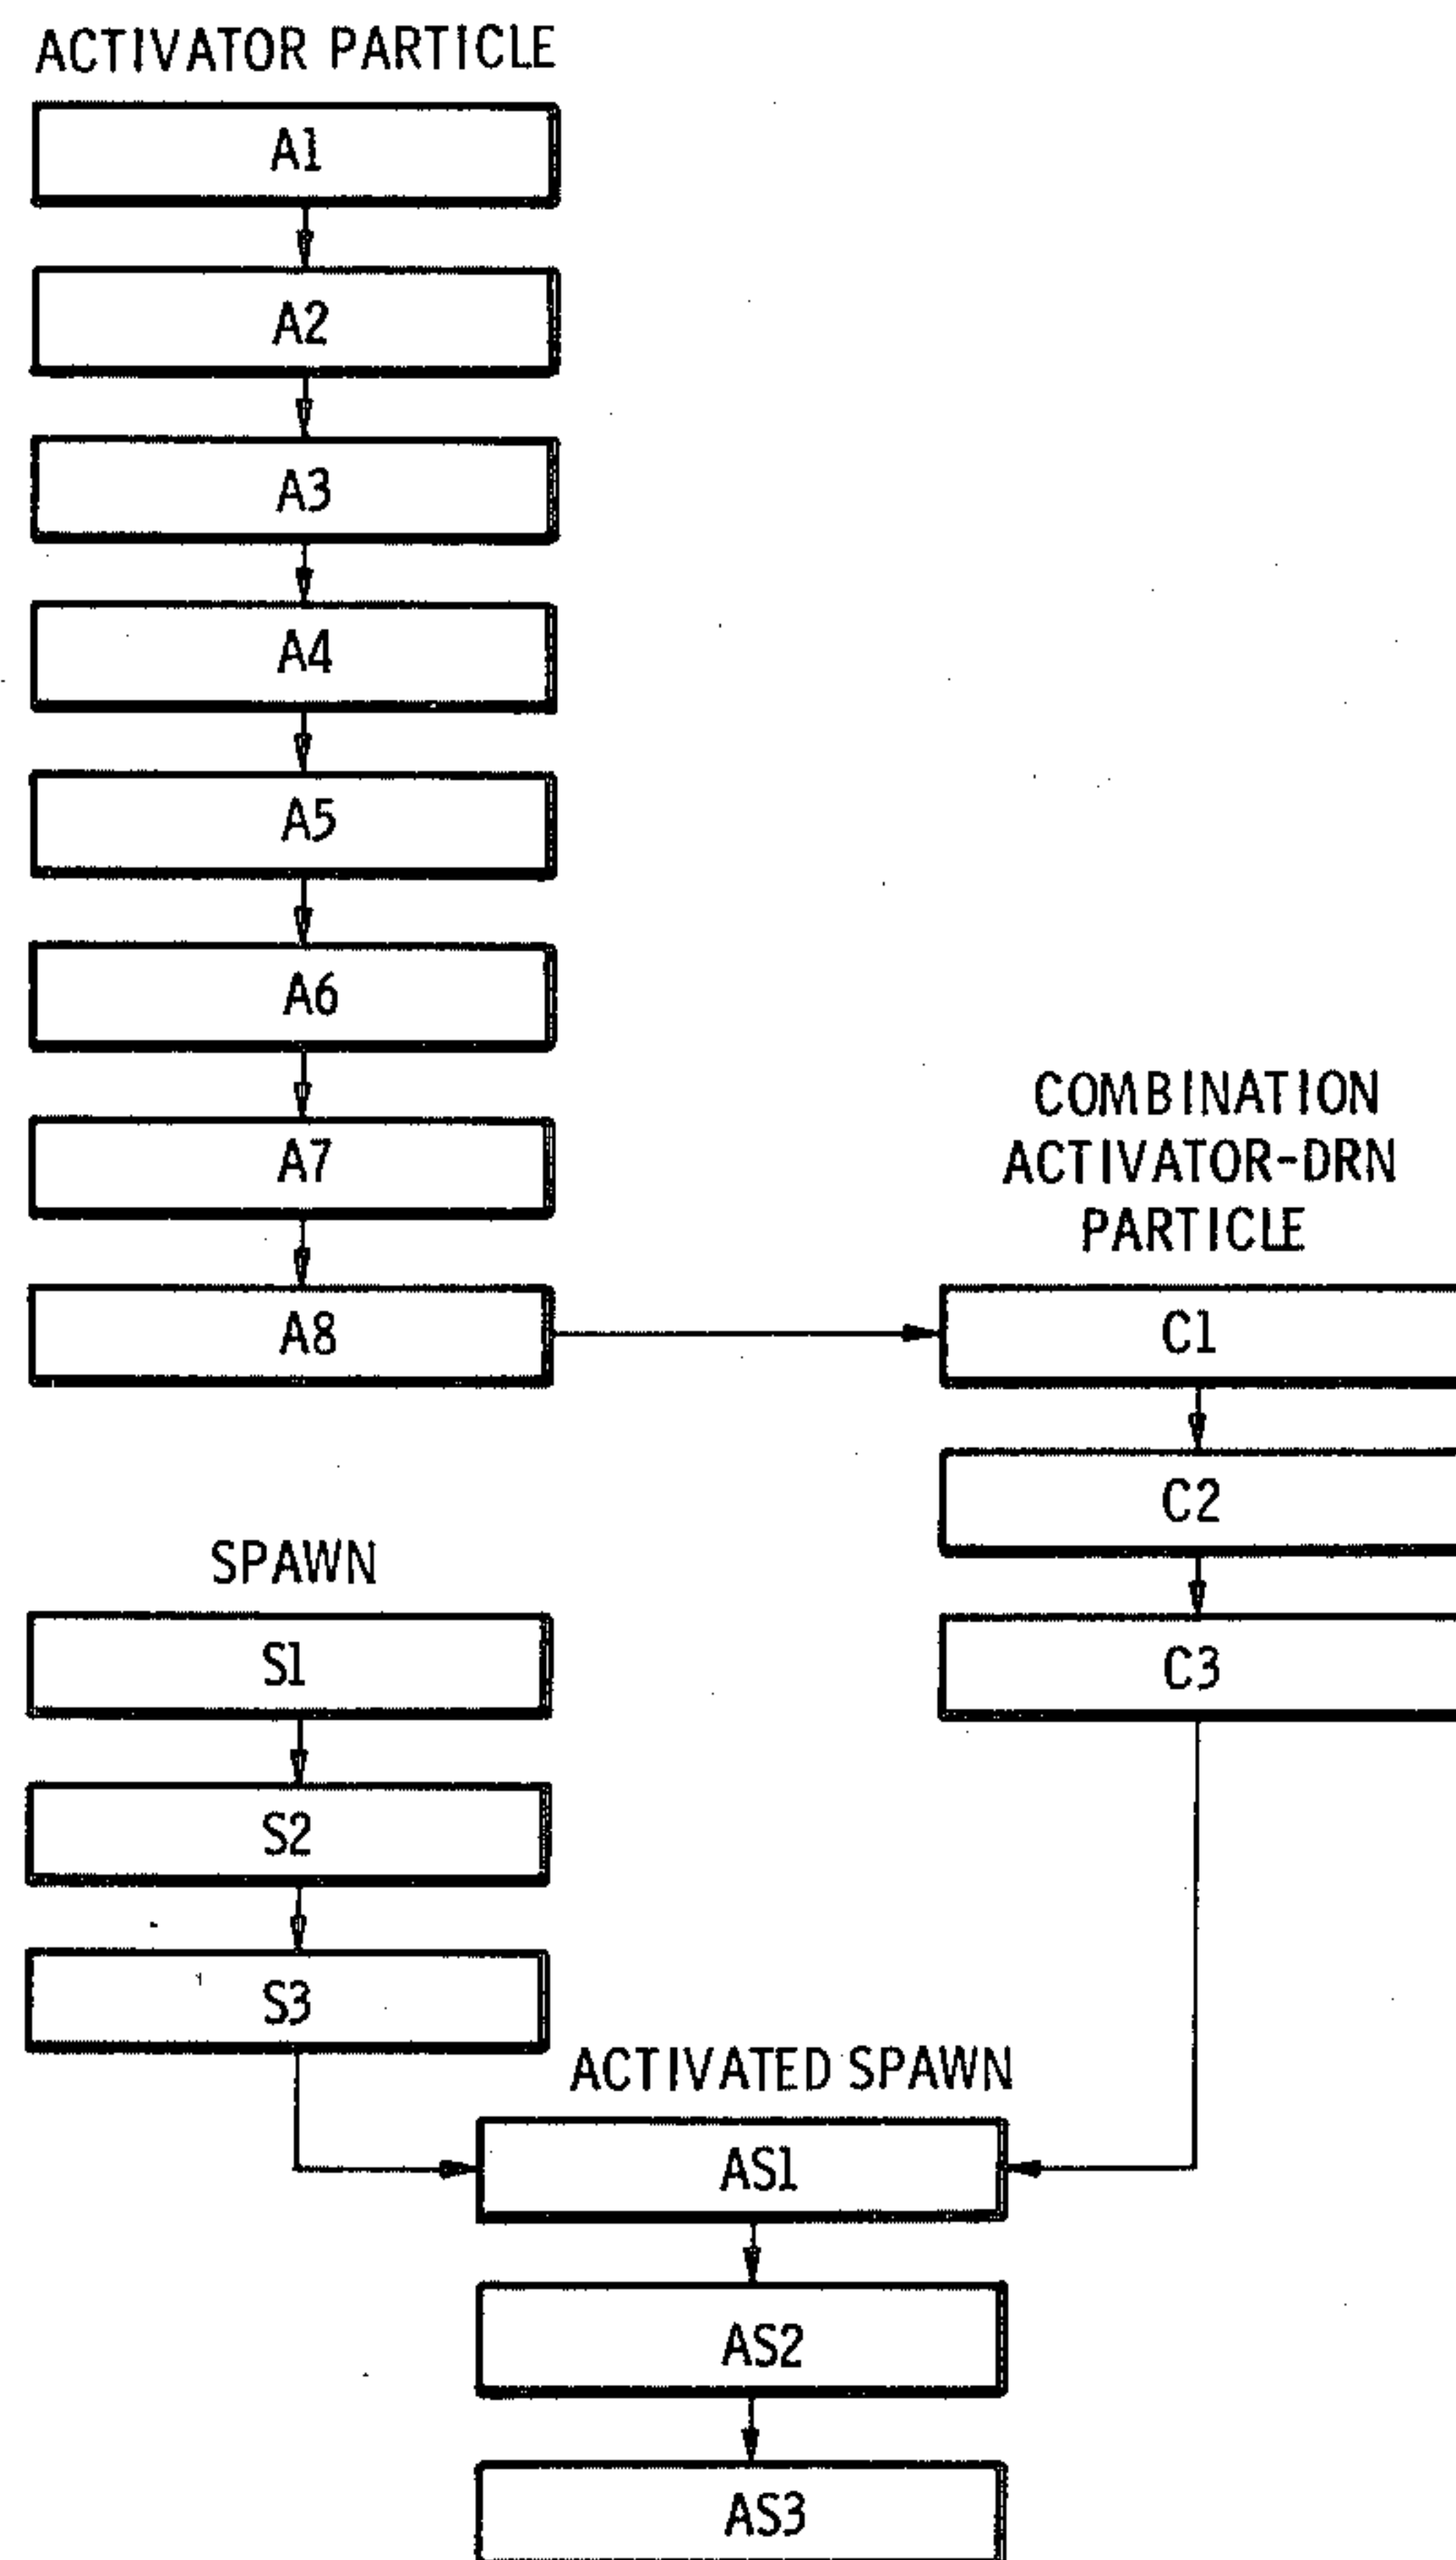 ACTIVATOR PARTICLE
A1
A2
A3
A4
A5
A6
A7
A8
COMBINATION
ACTIVATOR-DRN
PARTICLE
C1
C2
C3
SPAWN
S1
S2
S3
ACTIVATED SPAWN
AS1
AS2
AS3